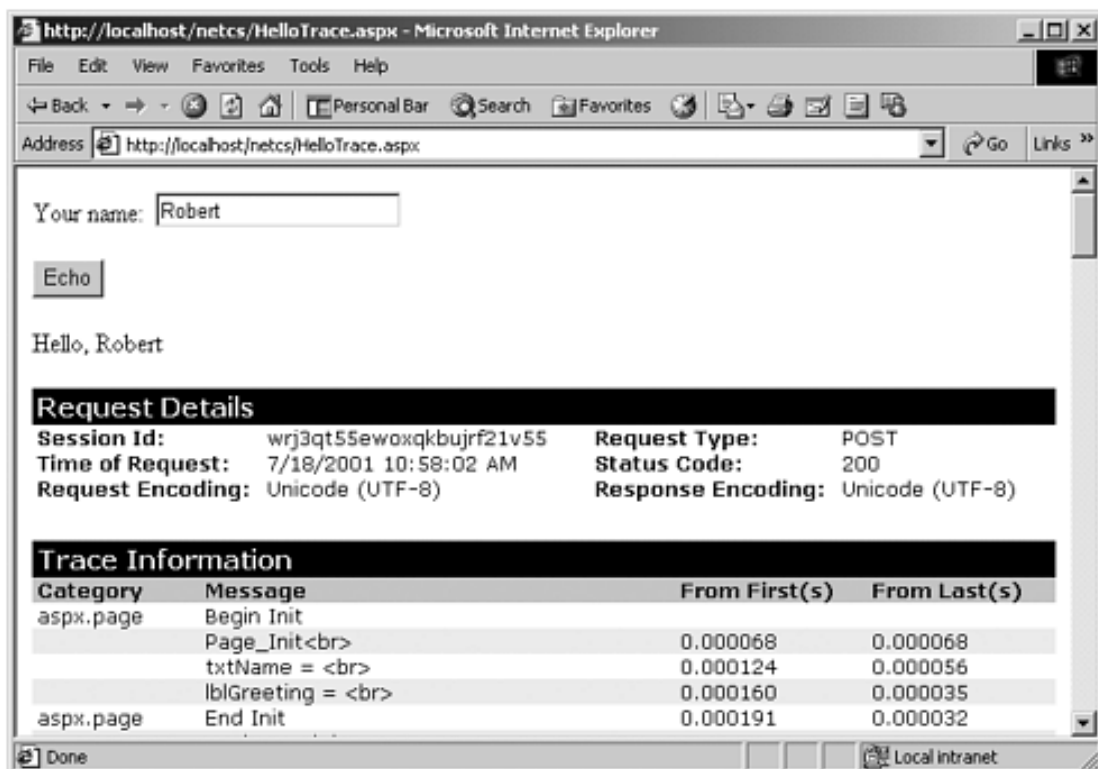 http://localhost/netcs/HelloTrace.aspx - Microsoft Internet Explorer
File Edit View Favorites Tools Help
Back Personal Bar Search Favorites
Address http://localhost/netcs/HelloTrace.aspx Go Links »
Your name: Robert
Echo
Hello, Robert
Request Details
Session Id: wrj3qt55ewoxqkbujrf21v55 Request Type: POST
Time of Request: 7/18/2001 10:58:02 AM Status Code: 200
Request Encoding: Unicode (UTF-8) Response Encoding: Unicode (UTF-8)
Trace Information
Category Message From First(s) From Last(s)
aspx.page Begin Init
Page_Init<br> 0.000068 0.000068
txtName = <br> 0.000124 0.000056
lblGreeting = <br> 0.000160 0.000035
aspx.page End Init 0.000191 0.000032
Done Local intranet